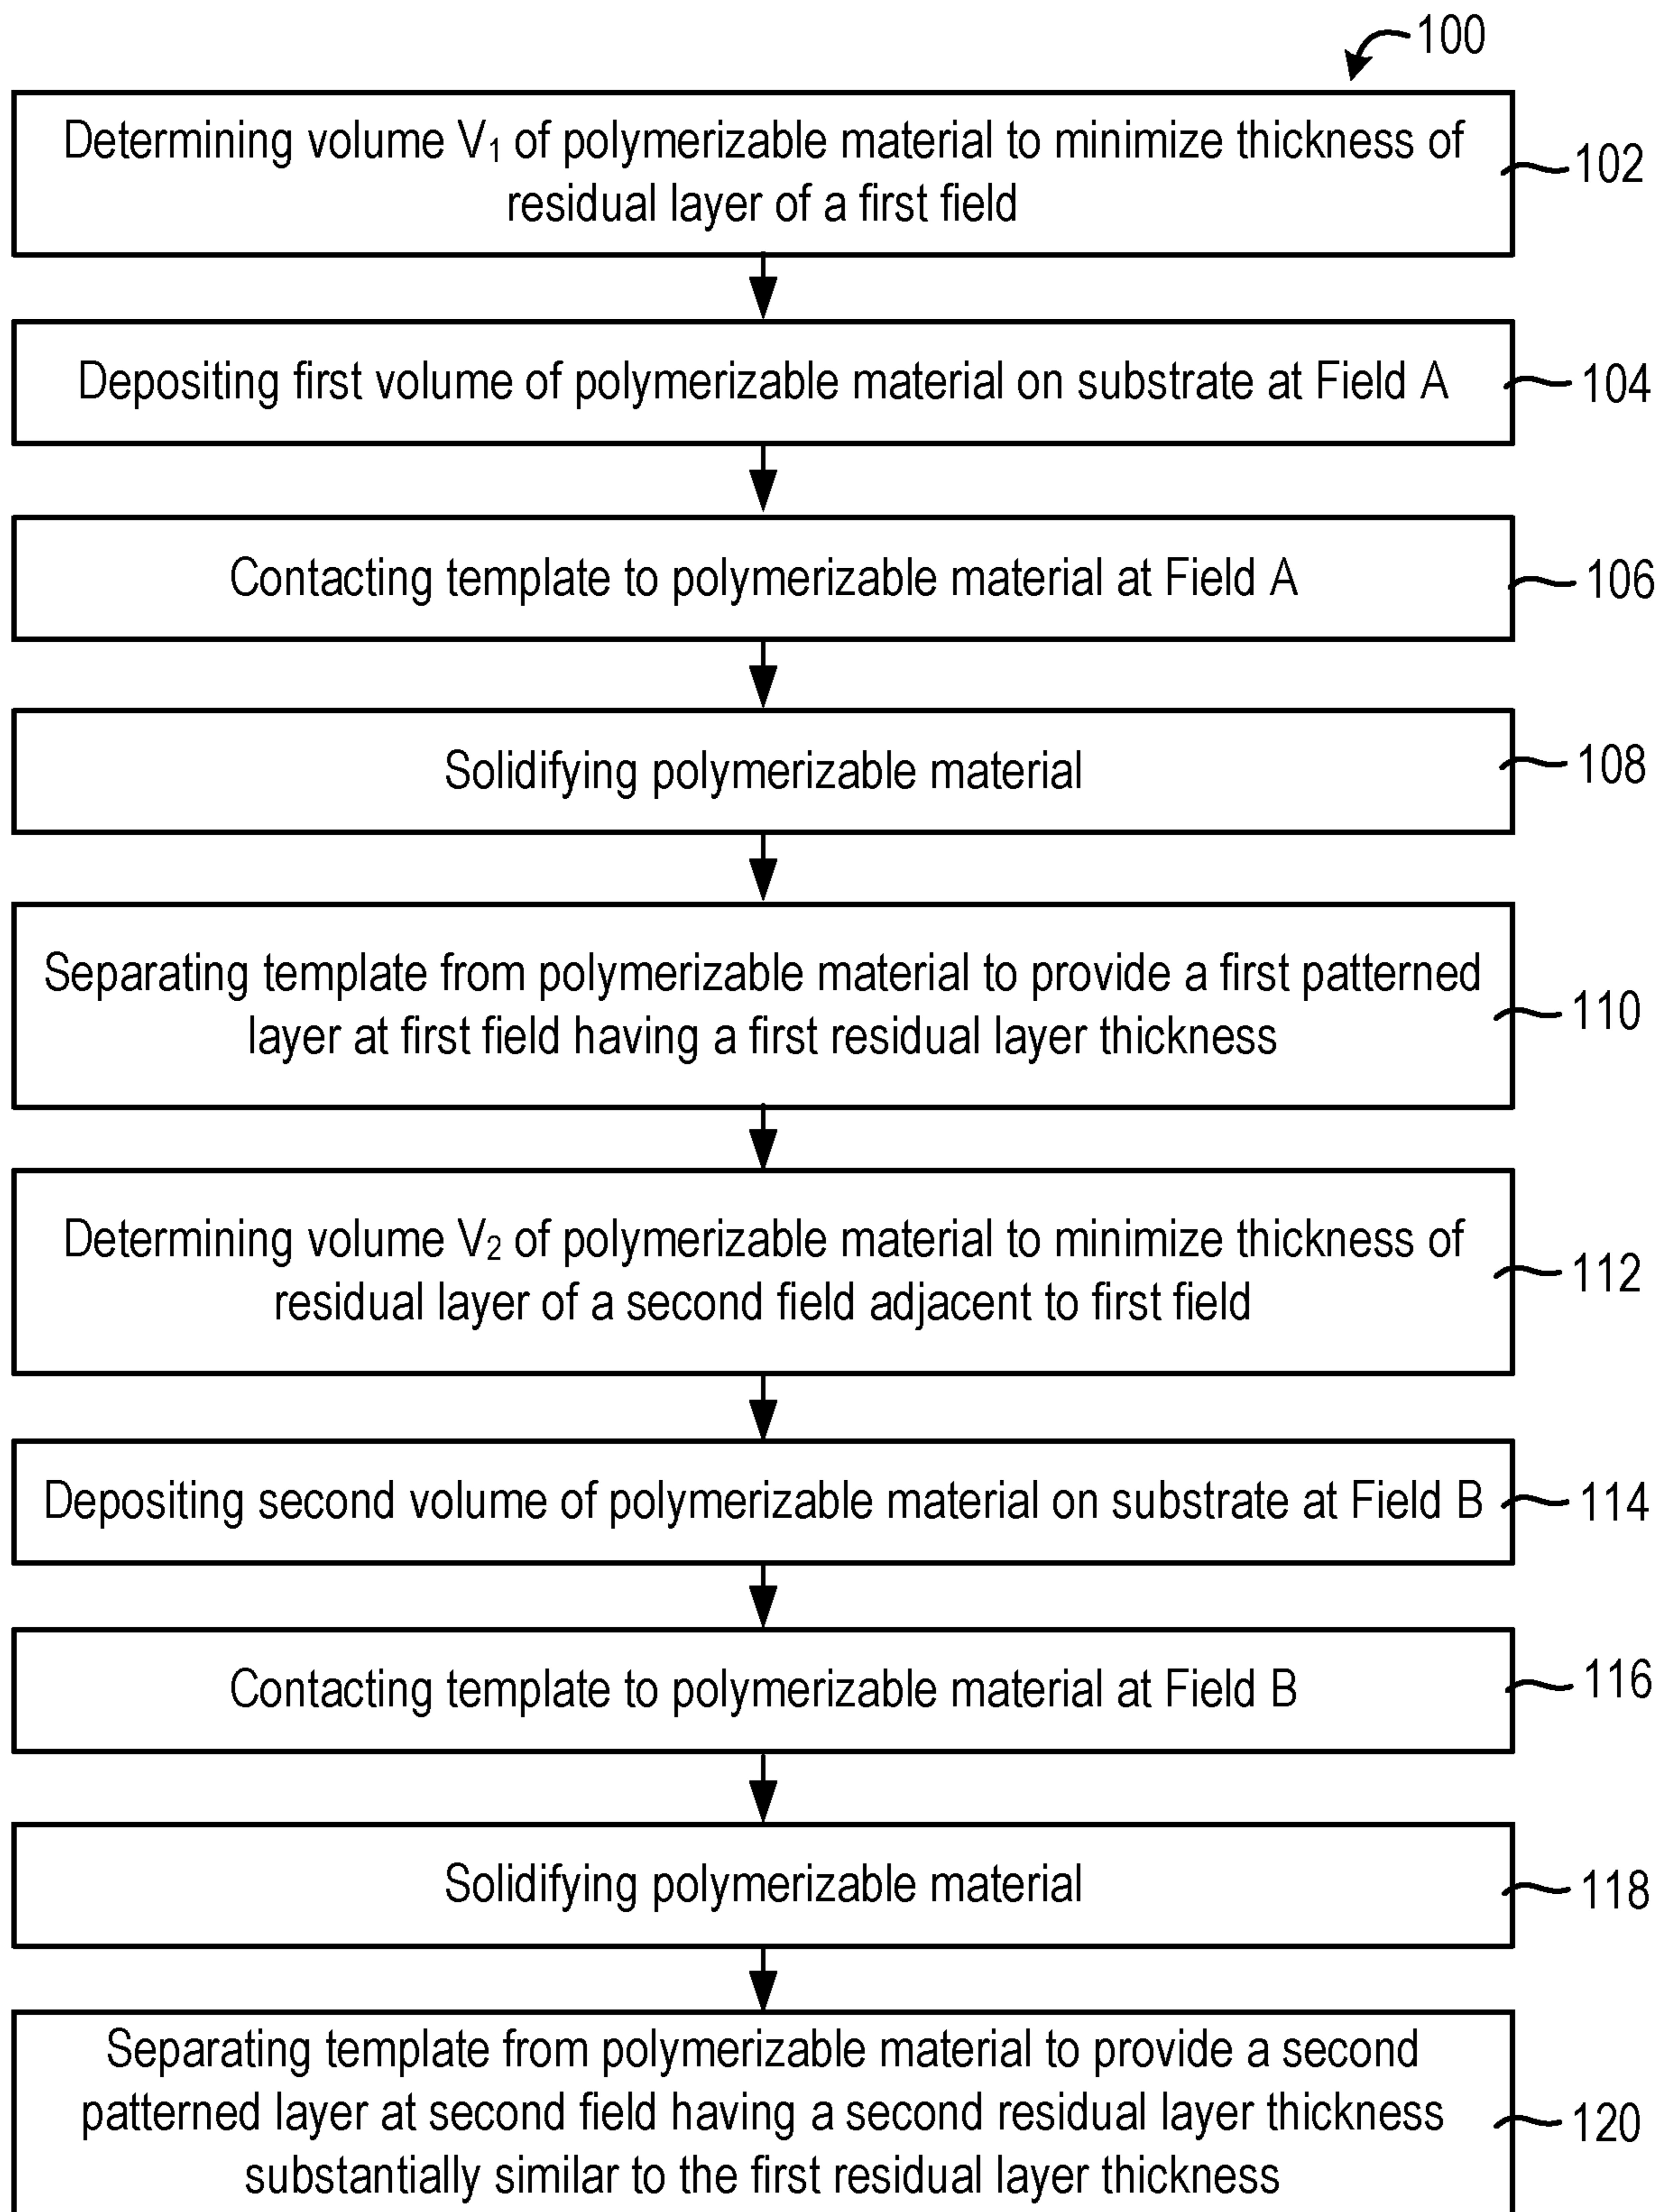 100
Determining volume V₁ of polymerizable material to minimize thickness of
residual layer of a first field
102
Depositing first volume of polymerizable material on substrate at Field A
104
Contacting template to polymerizable material at Field A
106
Solidifying polymerizable material
108
Separating template from polymerizable material to provide a first patterned
layer at first field having a first residual layer thickness
110
Determining volume V₂ of polymerizable material to minimize thickness of
residual layer of a second field adjacent to first field
112
Depositing second volume of polymerizable material on substrate at Field B
114
Contacting template to polymerizable material at Field B
116
Solidifying polymerizable material
118
Separating template from polymerizable material to provide a second
patterned layer at second field having a second residual layer thickness
substantially similar to the first residual layer thickness
120